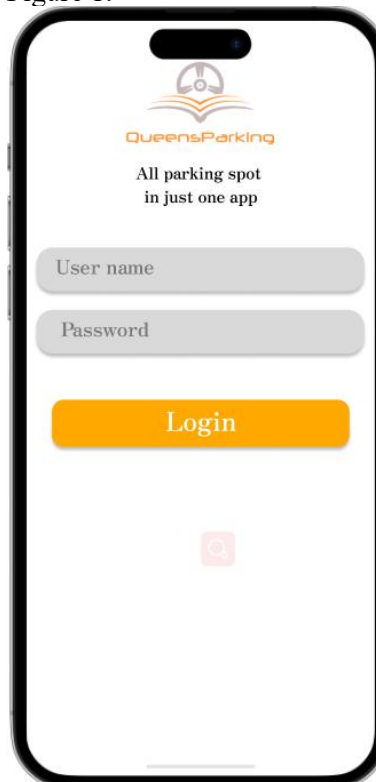 QueensParking
All parking spot
in just one app
User name
Password
Login